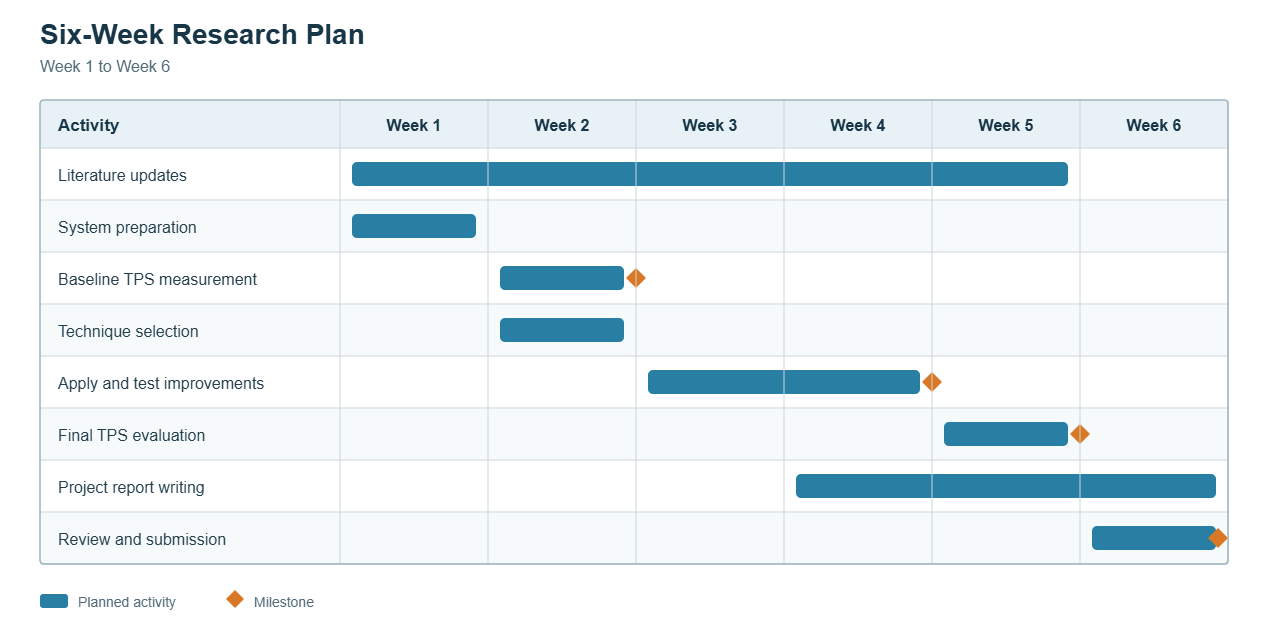 Six-Week Research Plan
Week 1 to Week 6
Activity Week 1 Week 2 Week 3 Week 4 Week 5 Week 6
Literature updates
System preparation
Baseline TPS measurement
Technique selection
Apply and test improvements
Final TPS evaluation
Project report writing
Review and submission
Planned activity Milestone